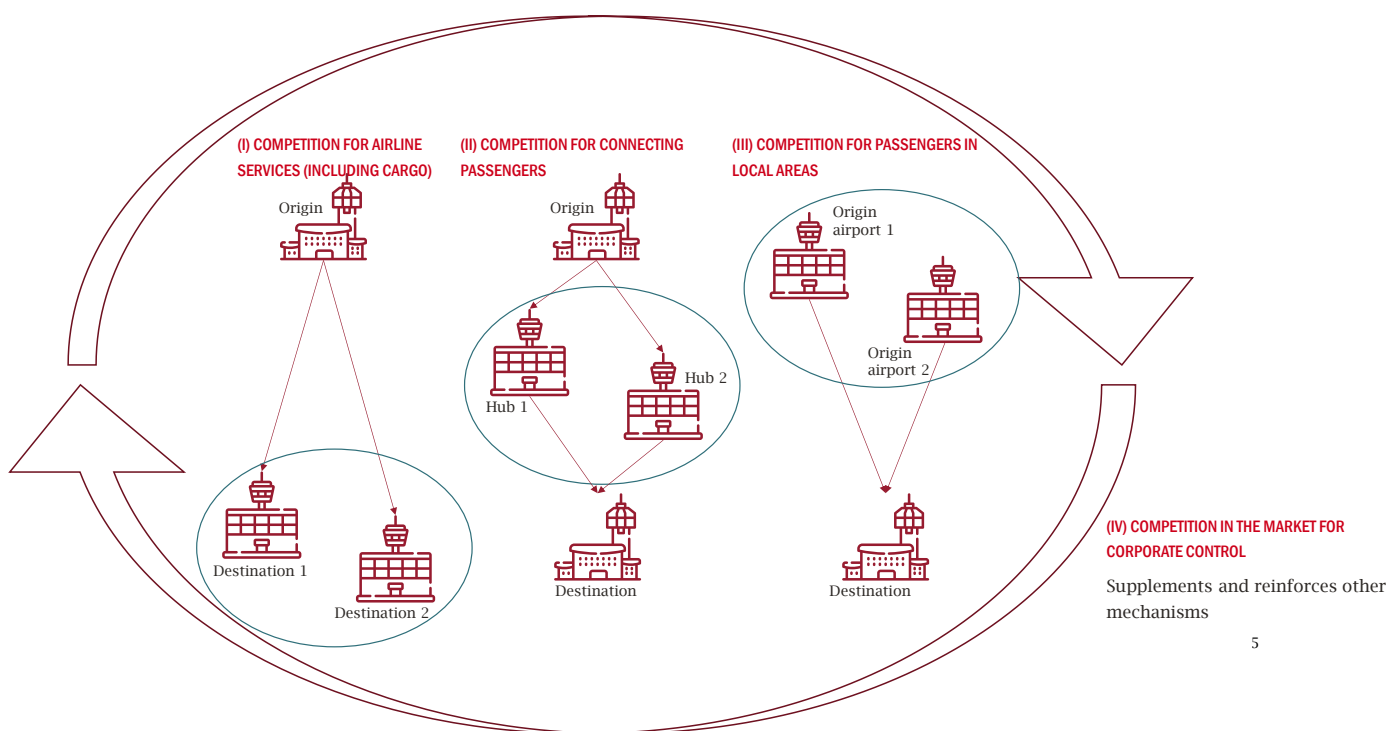 (I) COMPETITION FOR AIRLINE
SERVICES (INCLUDING CARGO)
Origin
Destination 1
Destination 2
(II) COMPETITION FOR CONNECTING
PASSENGERS
Origin
Hub 1
Hub 2
Destination
(III) COMPETITION FOR PASSENGERS IN
LOCAL AREAS
Origin
airport 1
Origin
airport 2
Destination
(IV) COMPETITION IN THE MARKET FOR
CORPORATE CONTROL
Supplements and reinforces other
mechanisms
5